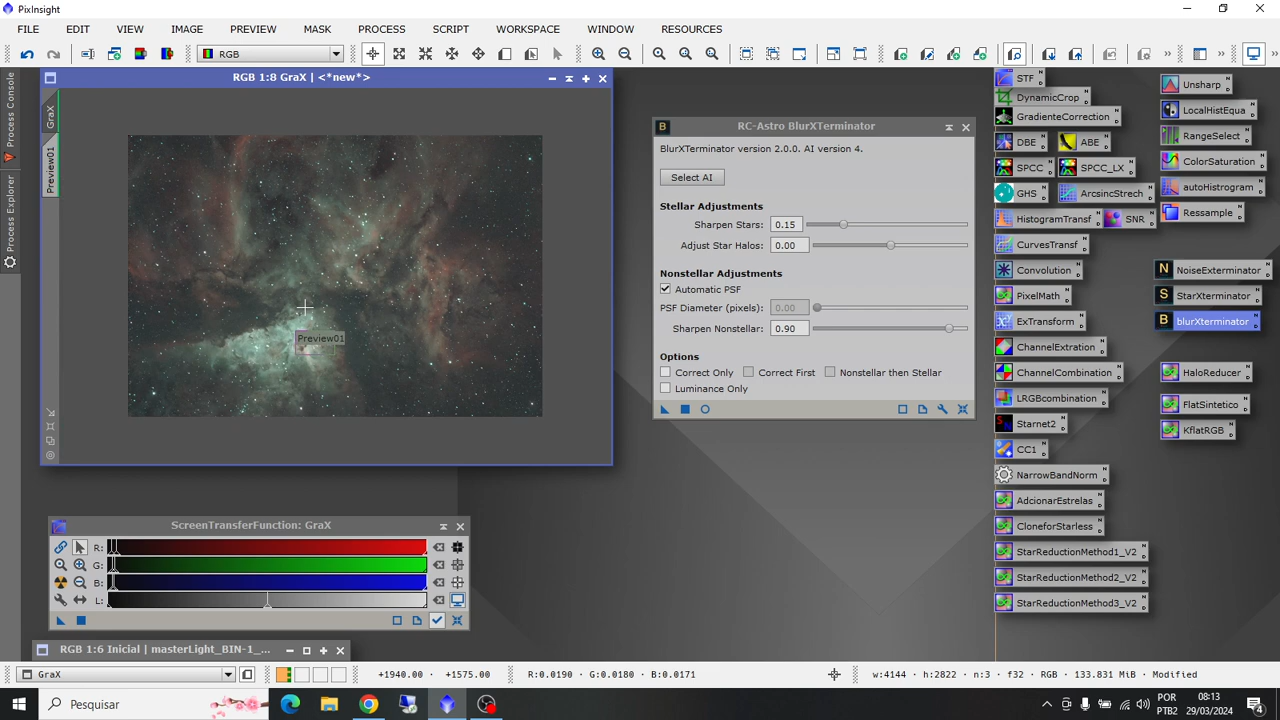 PixInsight
FILE EDIT VIEW IMAGE PREVIEW MASK PROCESS SCRIPT WORKSPACE WINDOW RESOURCES
RGB
Process Console
Process Explorer
RGB 1:8 GraX | <*new*>
GraX
Preview01
Preview01
RC-Astro BlurXTerminator
BlurXTerminator version 2.0.0. AI version 4.
Select AI
Stellar Adjustments
Sharpen Stars: 0.15
Adjust Star Halos: 0.00
Nonstellar Adjustments
Automatic PSF
PSF Diameter (pixels): 0.00
Sharpen Nonstellar: 0.90
Options
Correct Only Correct First Nonstellar then Stellar
Luminance Only
STF
DynamicCrop
GradienteCorrection
DBE ABE
SPCC SPCC_LX
GHS ArcsincStrech
HistogramTransf SNR
CurvesTransf
Convolution
PixelMath
ExTransform
ChannelExtration
ChannelCombination
LRGBcombination
Starnet2
CC1
NarrowBandNorm
AdcionarEstrelas
CloneforStarless
StarReductionMethod1_V2
StarReductionMethod2_V2
StarReductionMethod3_V2
Unsharp
LocalHistEqua
RangeSelect
ColorSaturation
autoHistogram
Ressample
NoiseExterminator
StarXterminator
blurXterminator
HaloReducer
FlatSintetico
KflatRGB
ScreenTransferFunction: GraX
R:
G:
B:
L:
RGB 1:6 Inicial | masterLight_BIN-1_...
GraX
+1940.00 · +1575.00
R:0.0190 · G:0.0180 · B:0.0171
w:4144 · h:2822 · n:3 · f32 · RGB · 133.831 MiB · Modified
Pesquisar
POR
PTB2
08:13
29/03/2024
4